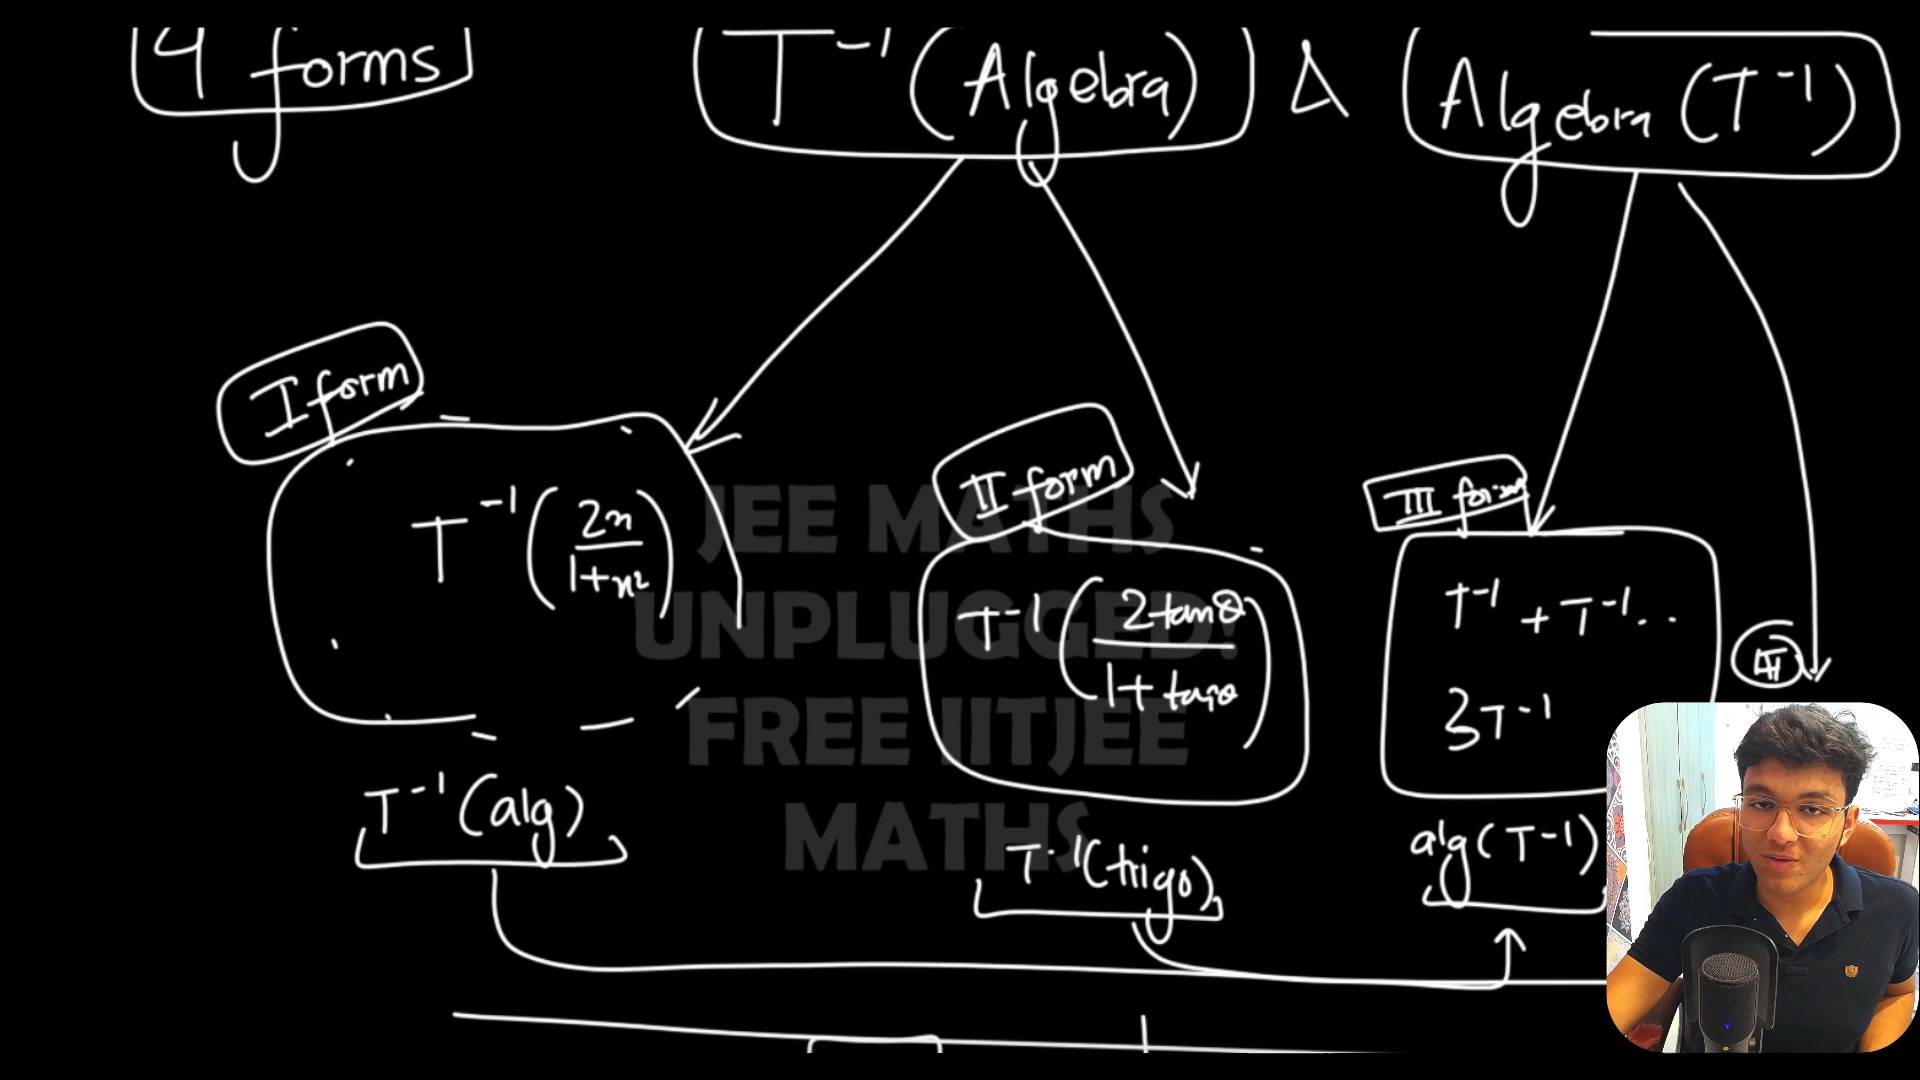 4 forms
T⁻¹(Algebra) & Algebra(T⁻¹)
I form
T⁻¹(2x/1+x²)
II form
T⁻¹(2tanθ/1+tan²θ)
III form
T⁻¹ + T⁻¹..
3T⁻¹
IV
T⁻¹(alg)
T⁻¹(trigo)
alg(T⁻¹)
JEE MATHS
UNPLUGGED!
FREE IITJEE
MATHS